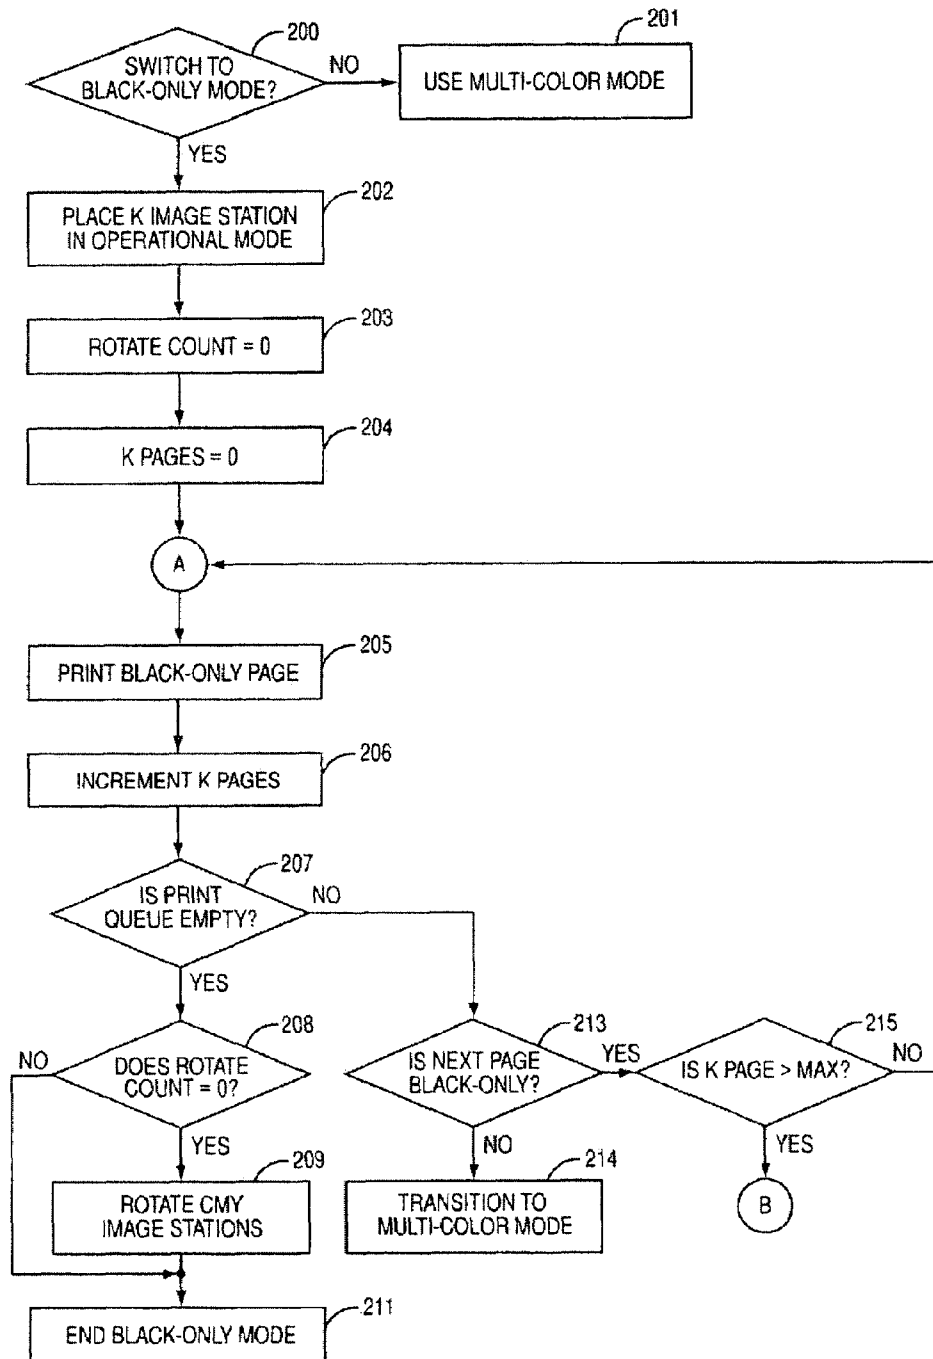 200
SWITCH TO
BLACK-ONLY MODE?
NO
201
USE MULTI-COLOR MODE
YES
202
PLACE K IMAGE STATION
IN OPERATIONAL MODE
203
ROTATE COUNT = 0
204
K PAGES = 0
A
205
PRINT BLACK-ONLY PAGE
206
INCREMENT K PAGES
207
IS PRINT
QUEUE EMPTY?
NO
YES
208
NO
DOES ROTATE
COUNT = 0?
YES
209
ROTATE CMY
IMAGE STATIONS
211
END BLACK-ONLY MODE
213
IS NEXT PAGE
BLACK-ONLY?
YES
NO
214
TRANSITION TO
MULTI-COLOR MODE
215
IS K PAGE > MAX?
NO
YES
B